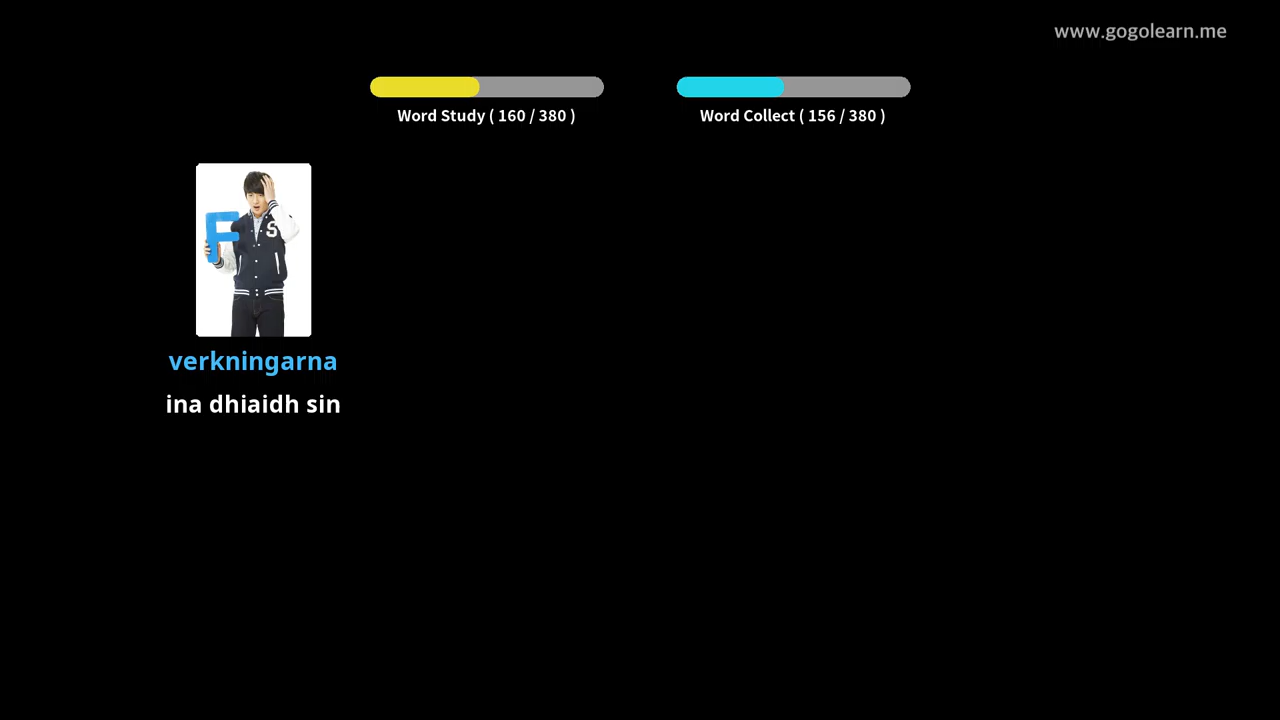 www.gogolearn.me
Word Study ( 160 / 380 )
Word Collect ( 156 / 380 )
F
S
verkningarna
ina dhiaidh sin